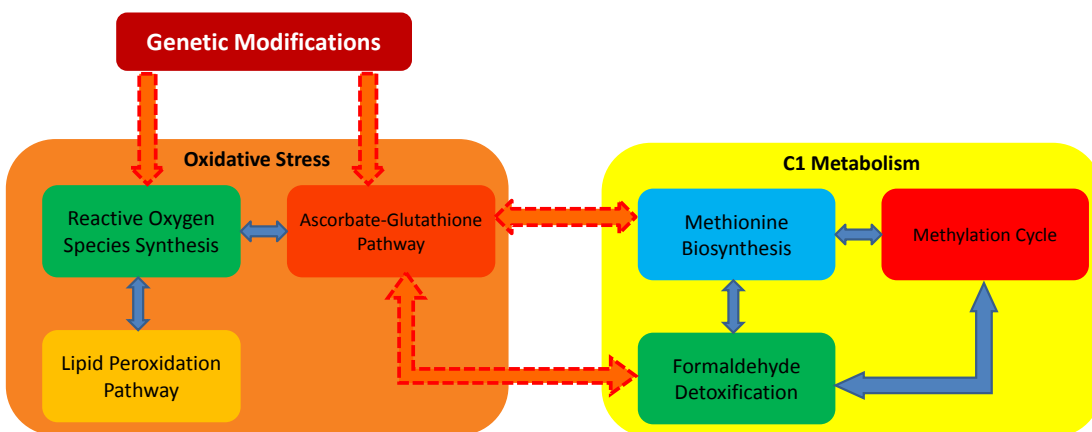 Genetic Modifications
Oxidative Stress
Reactive Oxygen
Species Synthesis
Ascorbate-Glutathione
Pathway
Lipid Peroxidation
Pathway
C1 Metabolism
Methionine
Biosynthesis
Methylation Cycle
Formaldehyde
Detoxification